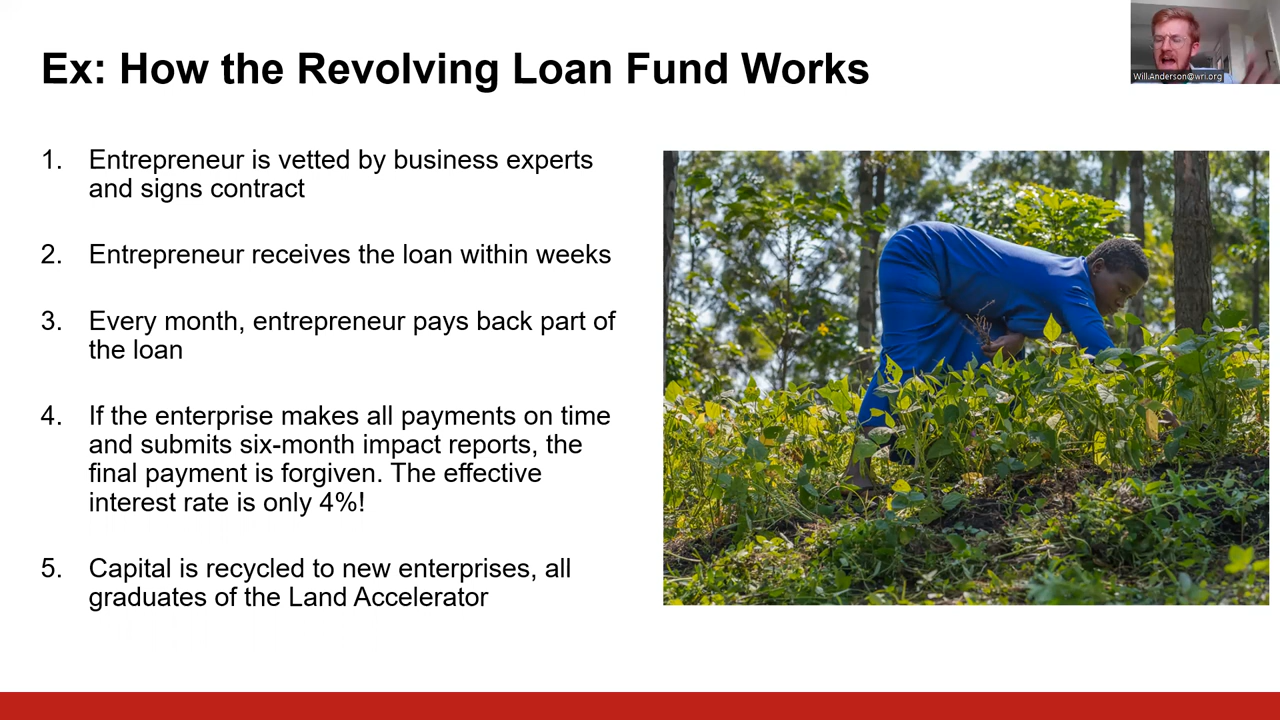 Ex: How the Revolving Loan Fund Works
Will.Anderson@wri.org
1. Entrepreneur is vetted by business experts
and signs contract
2. Entrepreneur receives the loan within weeks
3. Every month, entrepreneur pays back part of
the loan
4. If the enterprise makes all payments on time
and submits six-month impact reports, the
final payment is forgiven. The effective
interest rate is only 4%!
5. Capital is recycled to new enterprises, all
graduates of the Land Accelerator